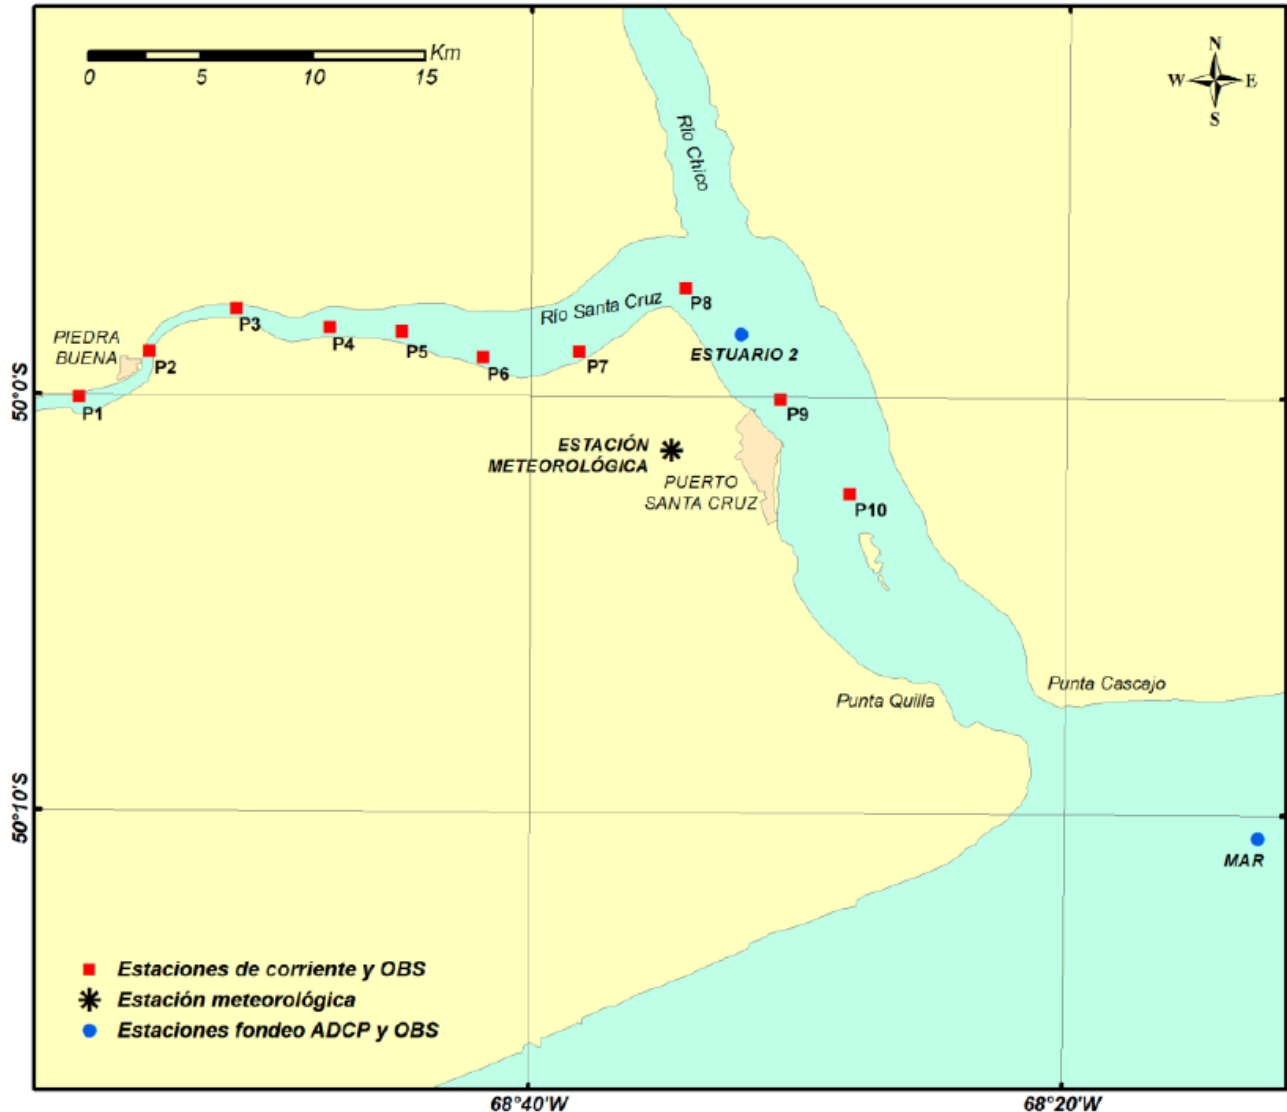 Km
0 5 10 15
N
W E
S
Río Chico
Río Santa Cruz
P8
P3
P4
P5
PIEDRA
BUENA
P2
P6
P7
ESTUARIO 2
P1
P9
50°0'S
ESTACIÓN
METEOROLÓGICA
PUERTO
SANTA CRUZ
P10
Punta Cascajo
Punta Quilla
50°10'S
MAR
Estaciones de corriente y OBS
Estación meteorológica
Estaciones fondeo ADCP y OBS
68°40'W 68°20'W